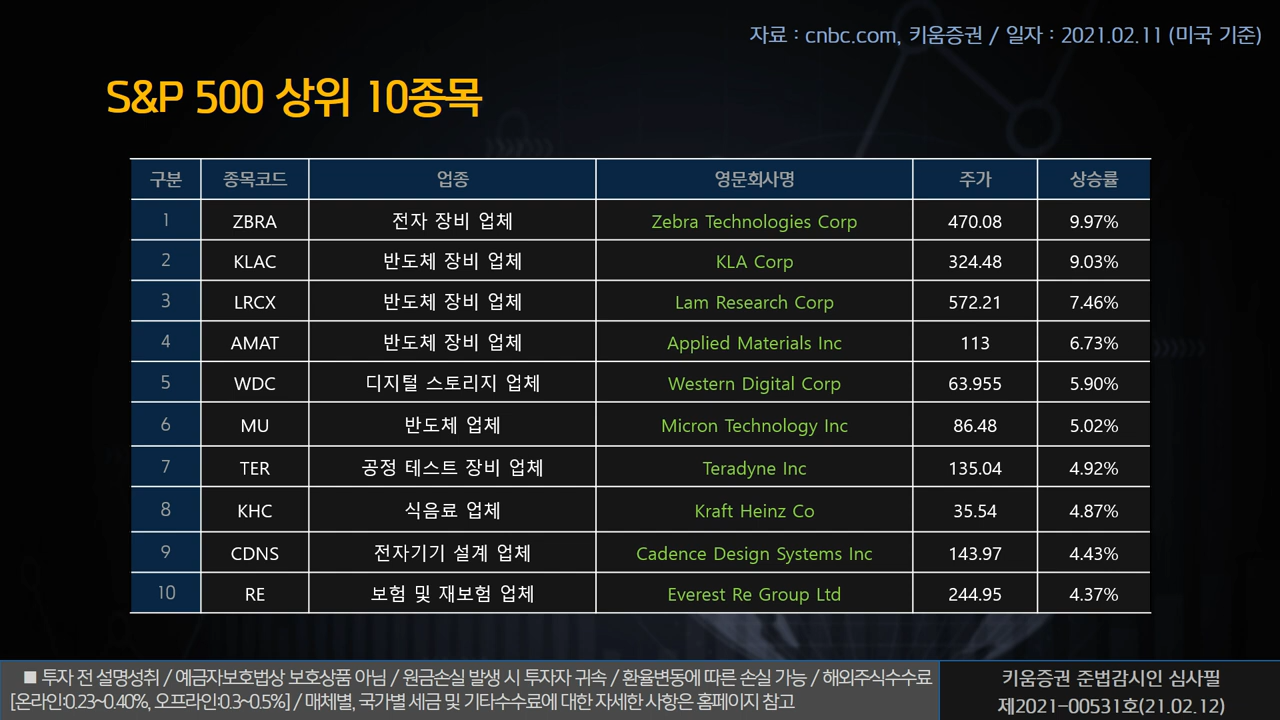 자료 : cnbc.com, 키움증권 / 일자 : 2021.02.11 (미국 기준)
S&P 500 상위 10종목
구분 종목코드 업종 영문회사명 주가 상승률
1 ZBRA 전자 장비 업체 Zebra Technologies Corp 470.08 9.97%
2 KLAC 반도체 장비 업체 KLA Corp 324.48 9.03%
3 LRCX 반도체 장비 업체 Lam Research Corp 572.21 7.46%
4 AMAT 반도체 장비 업체 Applied Materials Inc 113 6.73%
5 WDC 디지털 스토리지 업체 Western Digital Corp 63.955 5.90%
6 MU 반도체 업체 Micron Technology Inc 86.48 5.02%
7 TER 공정 테스트 장비 업체 Teradyne Inc 135.04 4.92%
8 KHC 식음료 업체 Kraft Heinz Co 35.54 4.87%
9 CDNS 전자기기 설계 업체 Cadence Design Systems Inc 143.97 4.43%
10 RE 보험 및 재보험 업체 Everest Re Group Ltd 244.95 4.37%
■ 투자 전 설명성취 / 예금자보호법상 보호상품 아님 / 원금손실 발생 시 투자자 귀속 / 환율변동에 따른 손실 가능 / 해외주식수수료
[온라인:0.23~0.40%, 오프라인:0.3~0.5%] / 매체별, 국가별 세금 및 기타수수료에 대한 자세한 사항은 홈페이지 참고
키움증권 준법감시인 심사필
제2021-00531호(21.02.12)